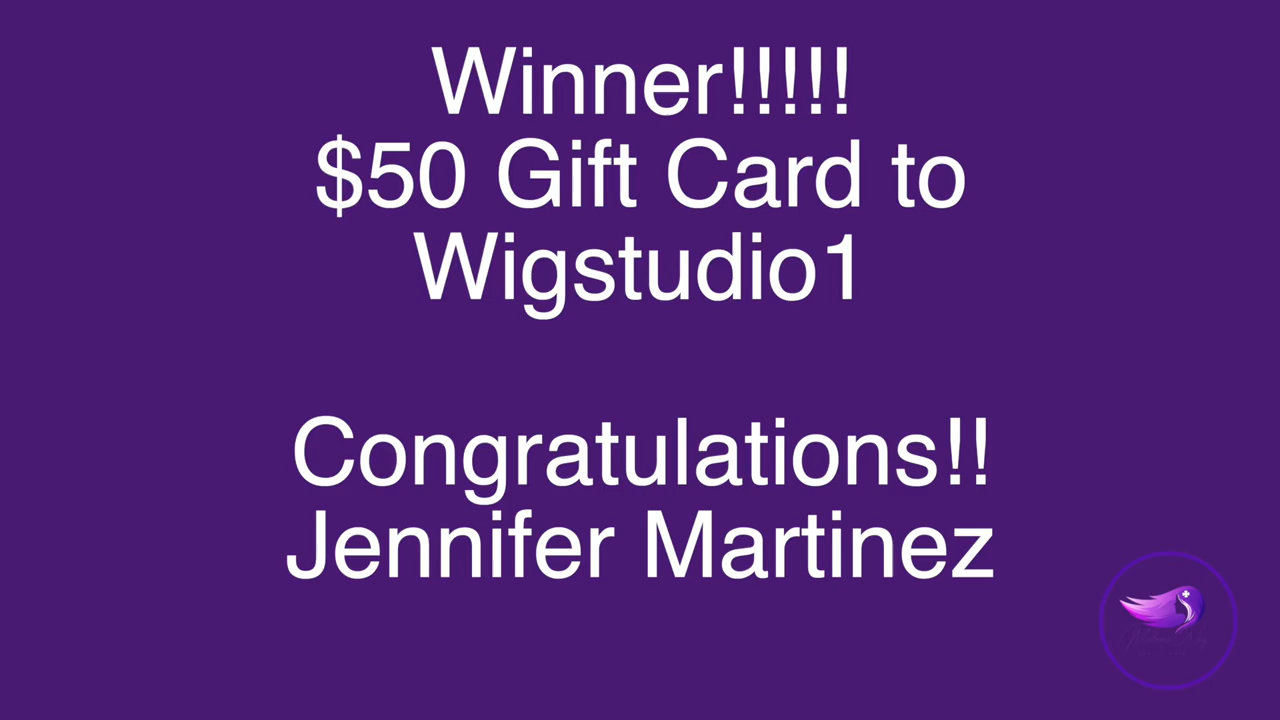 Winner!!!!!
$50 Gift Card to
Wigstudio1
Congratulations!!
Jennifer Martinez